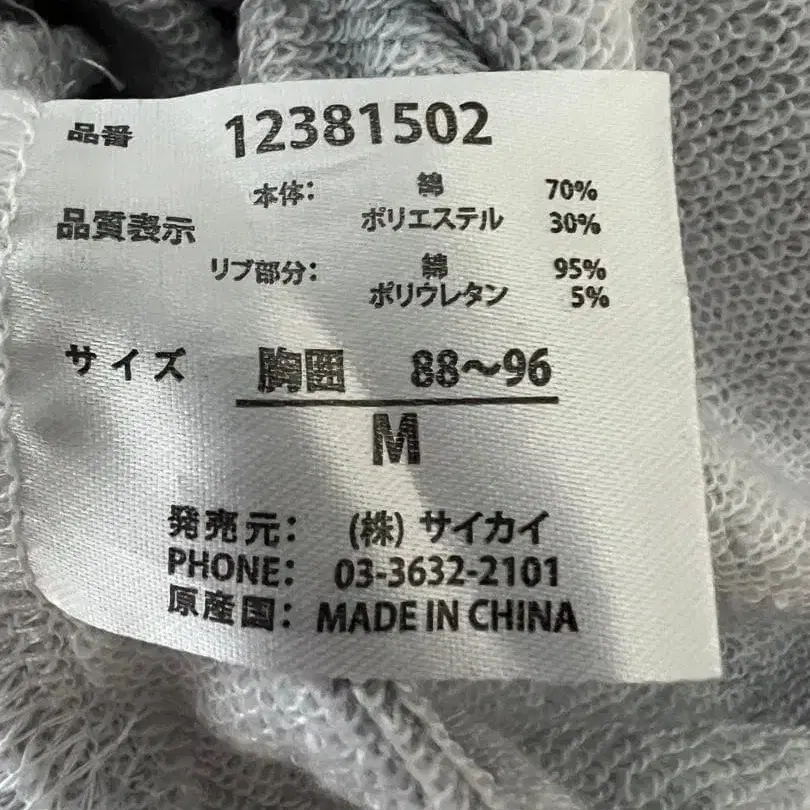 品番 12381502
本体: 綿 70%
品質表示 ポリエステル 30%
リブ部分: 綿 95%
ポリウレタン 5%
サイズ 胸囲 88〜96
M
発売元: (株) サイカイ
PHONE: 03-3632-2101
原産国: MADE IN CHINA